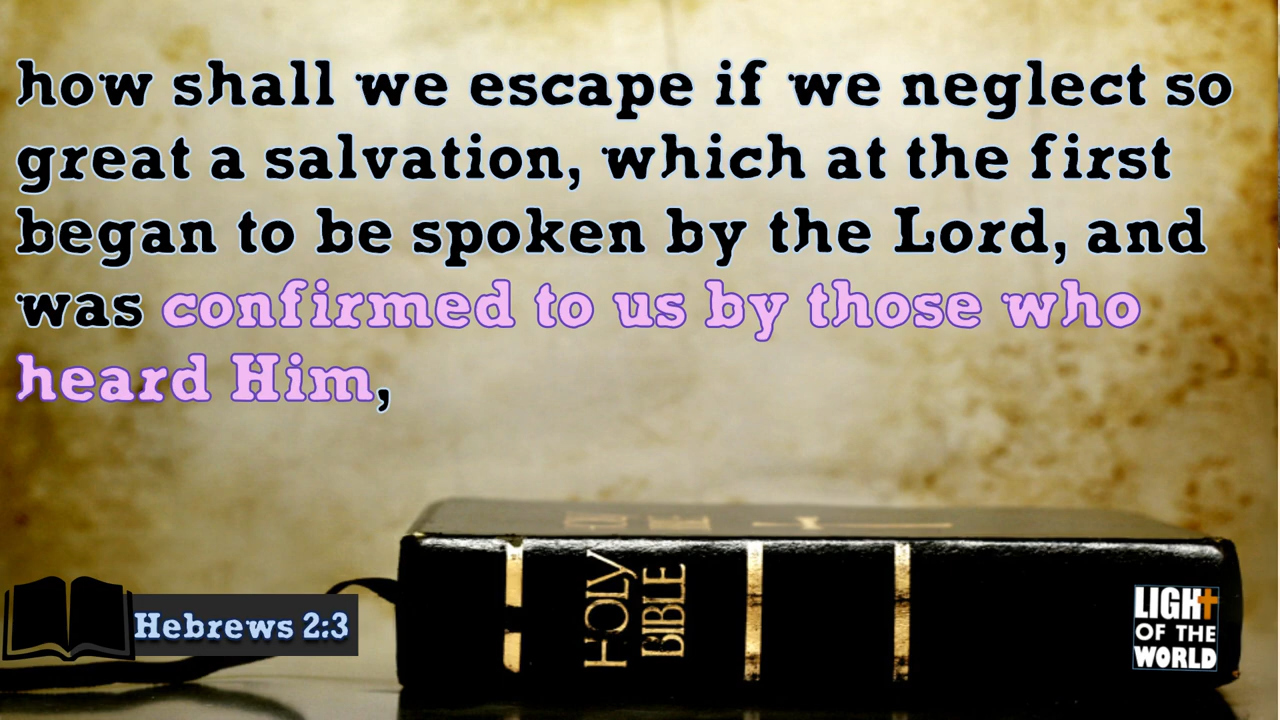 how shall we escape if we neglect so
great a salvation, which at the first
began to be spoken by the Lord, and
was confirmed to us by those who
heard Him,
Hebrews 2:3
HOLY
BIBLE
LIGHT
OF THE
WORLD